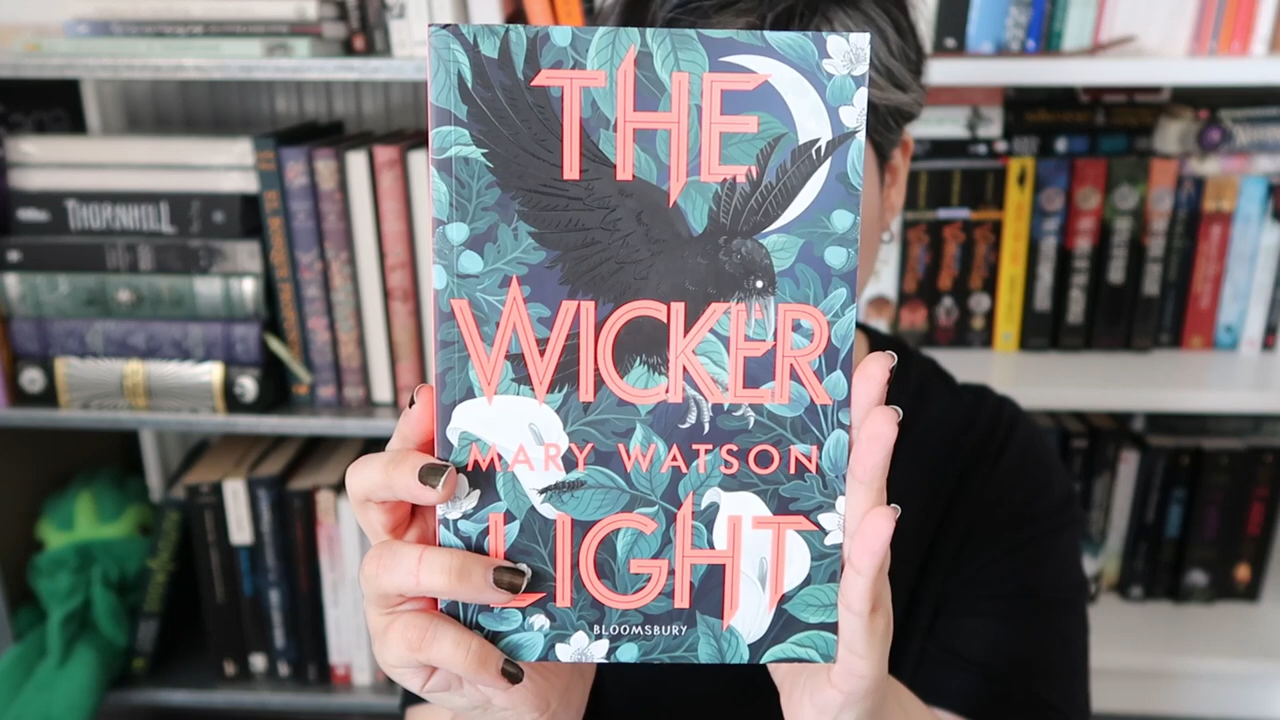 THE
WICKER
MARY WATSON
LIGHT
BLOOMSBURY
THORNHILL